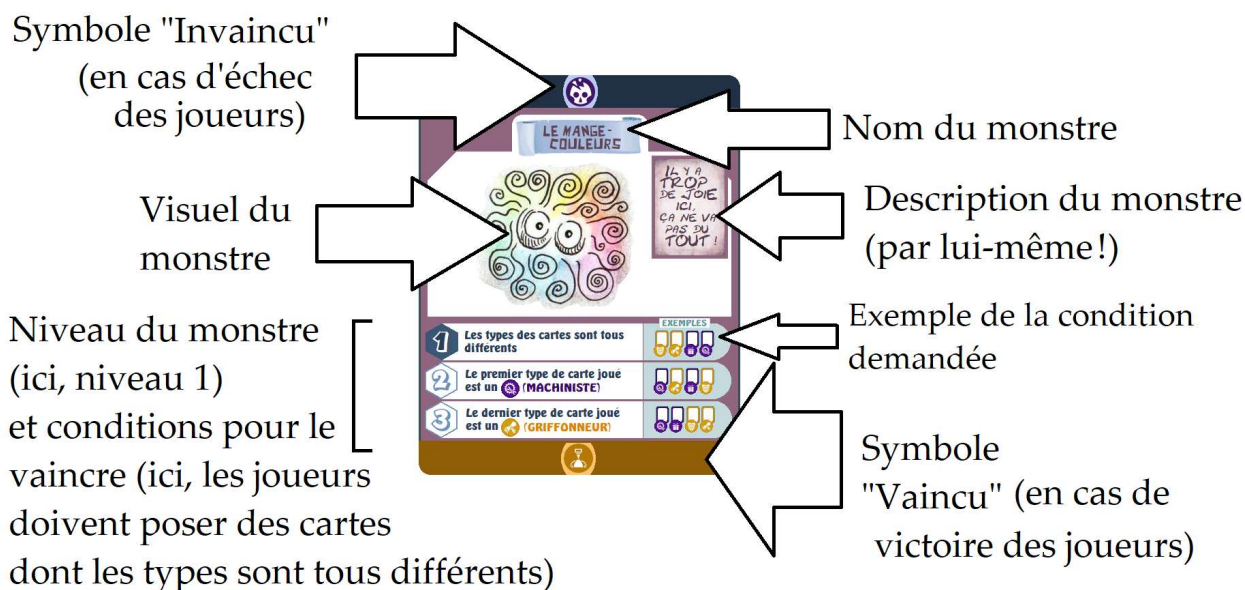 Symbole "Invaincu"
(en cas d'échec
des joueurs)
Visuel du
monstre
Niveau du monstre
(ici, niveau 1)
et conditions pour le
vaincre (ici, les joueurs
doivent poser des cartes
dont les types sont tous différents)
LE MANGE-
COULEURS
IL Y A
TROP
DE JOIE
ICI,
ÇA NE VA
PAS DU
TOUT !
EXEMPLES
1 Les types des cartes sont tous
différents
2 Le premier type de carte joué
est un (MACHINISTE)
3 Le dernier type de carte joué
est un (GRIFFONNEUR)
Nom du monstre
Description du monstre
(par lui-même!)
Exemple de la condition
demandée
Symbole
"Vaincu" (en cas de
victoire des joueurs)